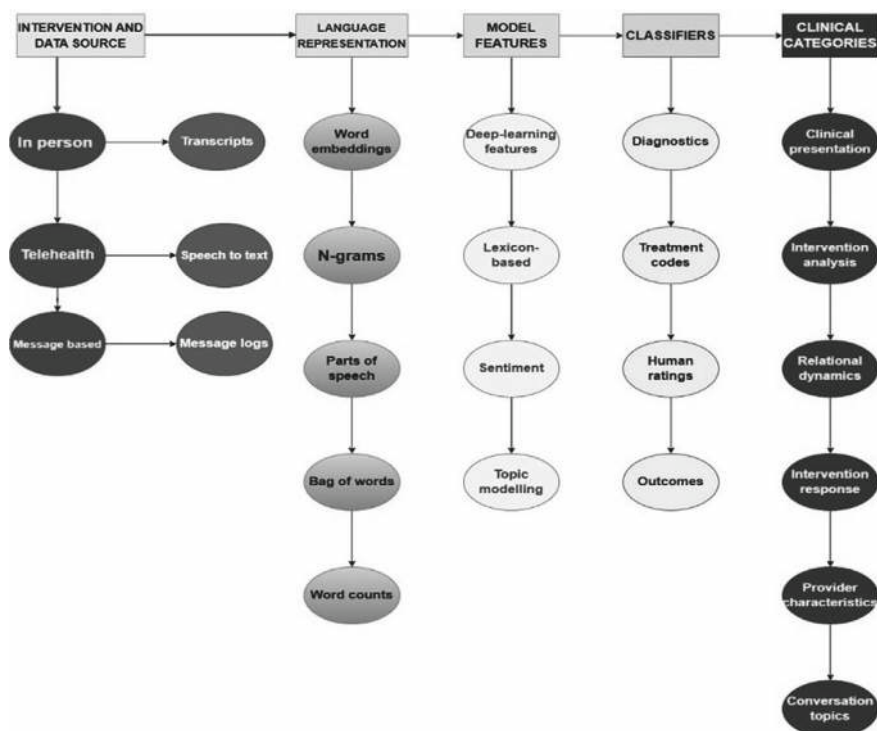 INTERVENTION AND
DATA SOURCE
LANGUAGE
REPRESENTATION
MODEL
FEATURES
CLASSIFIERS
CLINICAL
CATEGORIES
In person
Transcripts
Telehealth
Speech to text
Message based
Message logs
Word
embeddings
N-grams
Parts of
speech
Bag of words
Word counts
Deep-learning
features
Lexicon-
based
Sentiment
Topic
modelling
Diagnostics
Treatment
codes
Human
ratings
Outcomes
Clinical
presentation
Intervention
analysis
Relational
dynamics
Intervention
response
Provider
characteristics
Conversation
topics